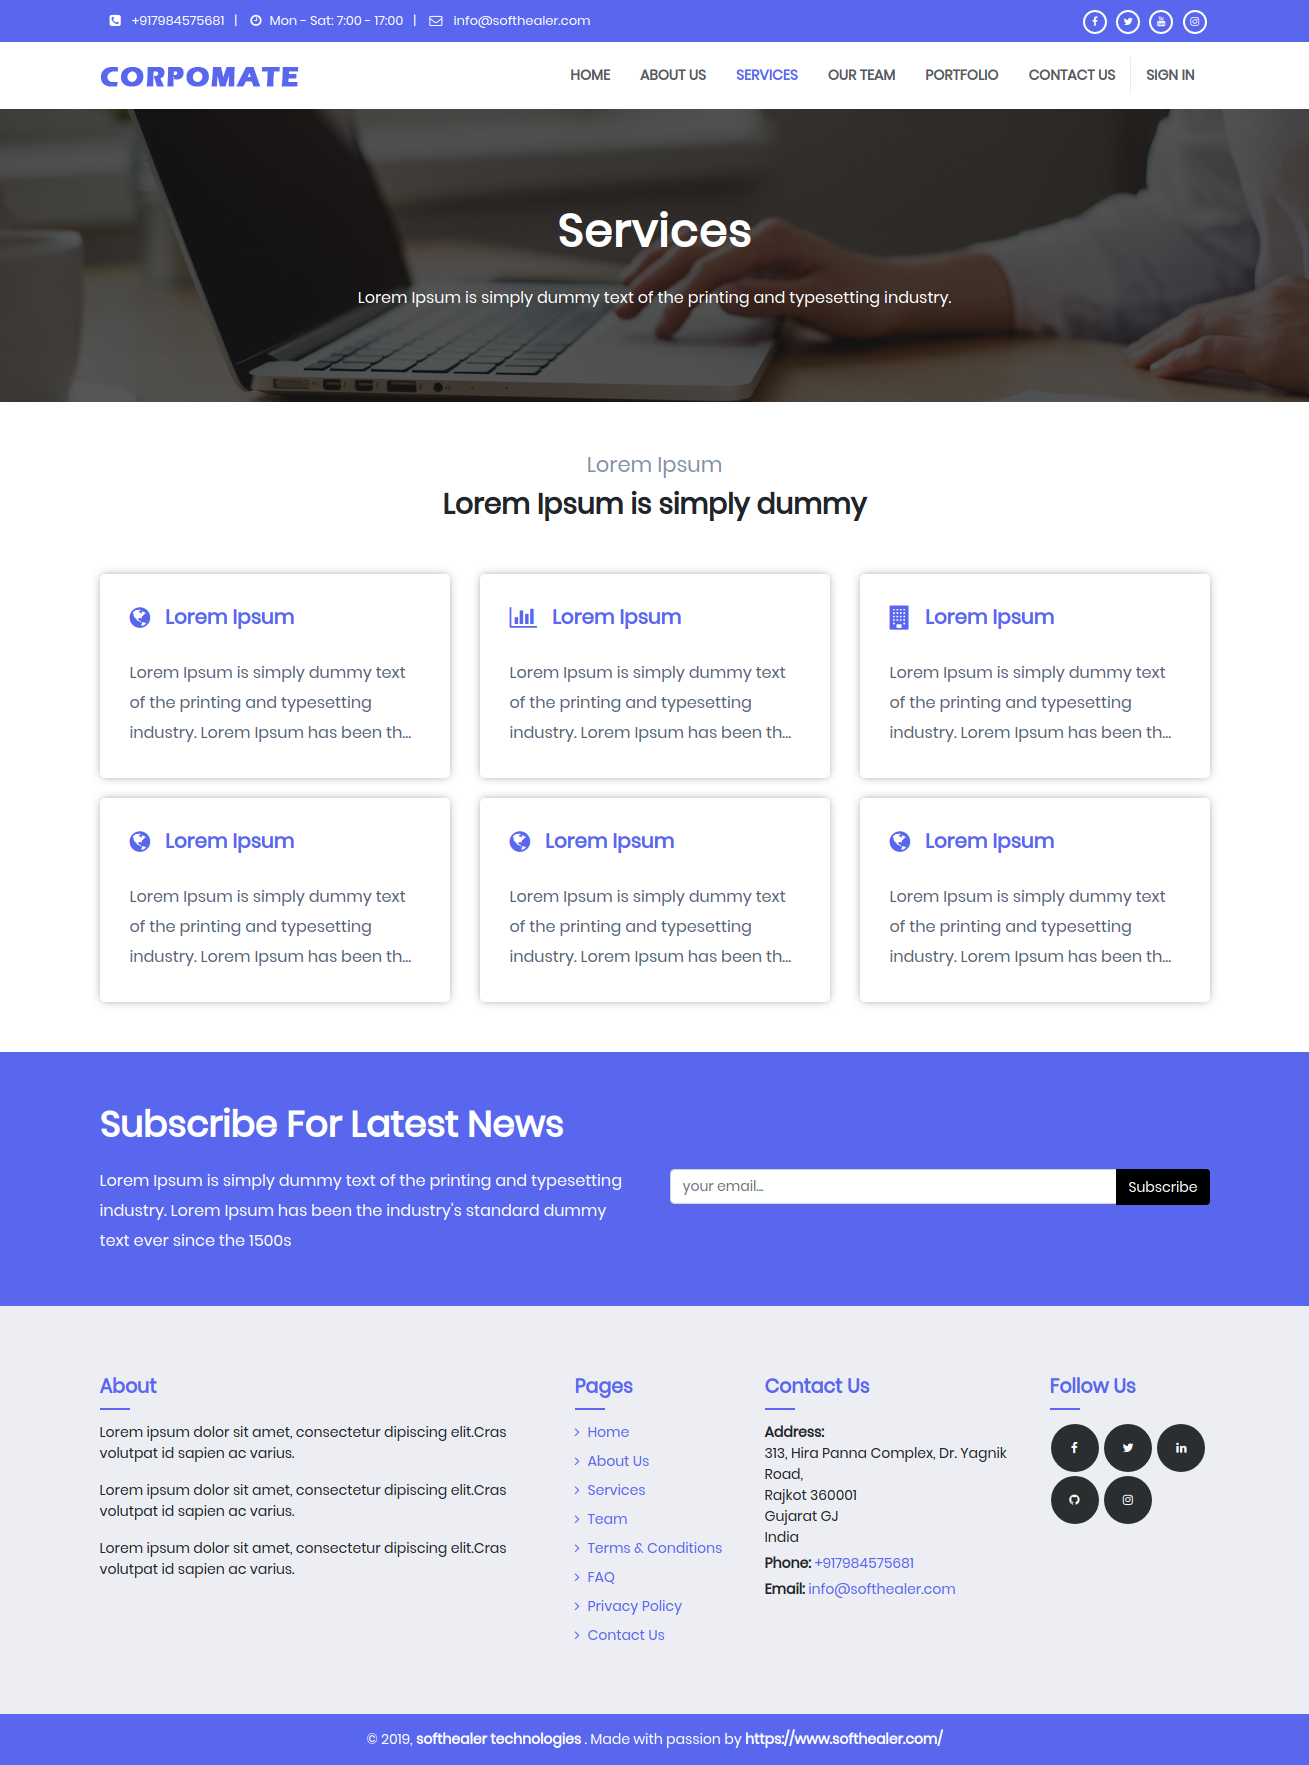 +917984575681 | Mon - Sat: 7:00 - 17:00 | info@softhealer.com
CORPOMATE
HOME ABOUT US SERVICES OUR TEAM PORTFOLIO CONTACT US SIGN IN
Services
Lorem Ipsum is simply dummy text of the printing and typesetting industry.
Lorem Ipsum
Lorem Ipsum is simply dummy
Lorem Ipsum
Lorem Ipsum is simply dummy text
of the printing and typesetting
industry. Lorem Ipsum has been th...
Lorem Ipsum
Lorem Ipsum is simply dummy text
of the printing and typesetting
industry. Lorem Ipsum has been th...
Lorem Ipsum
Lorem Ipsum is simply dummy text
of the printing and typesetting
industry. Lorem Ipsum has been th...
Lorem Ipsum
Lorem Ipsum is simply dummy text
of the printing and typesetting
industry. Lorem Ipsum has been th...
Lorem Ipsum
Lorem Ipsum is simply dummy text
of the printing and typesetting
industry. Lorem Ipsum has been th...
Lorem Ipsum
Lorem Ipsum is simply dummy text
of the printing and typesetting
industry. Lorem Ipsum has been th...
Subscribe For Latest News
Lorem Ipsum is simply dummy text of the printing and typesetting
industry. Lorem Ipsum has been the industry's standard dummy
text ever since the 1500s
your email...
Subscribe
About
Lorem ipsum dolor sit amet, consectetur dipiscing elit.Cras
volutpat id sapien ac varius.
Lorem ipsum dolor sit amet, consectetur dipiscing elit.Cras
volutpat id sapien ac varius.
Lorem ipsum dolor sit amet, consectetur dipiscing elit.Cras
volutpat id sapien ac varius.
Pages
Home
About Us
Services
Team
Terms & Conditions
FAQ
Privacy Policy
Contact Us
Contact Us
Address:
313, Hira Panna Complex, Dr. Yagnik
Road,
Rajkot 360001
Gujarat GJ
India
Phone: +917984575681
Email: info@softhealer.com
Follow Us
© 2019, softhealer technologies . Made with passion by https://www.softhealer.com/